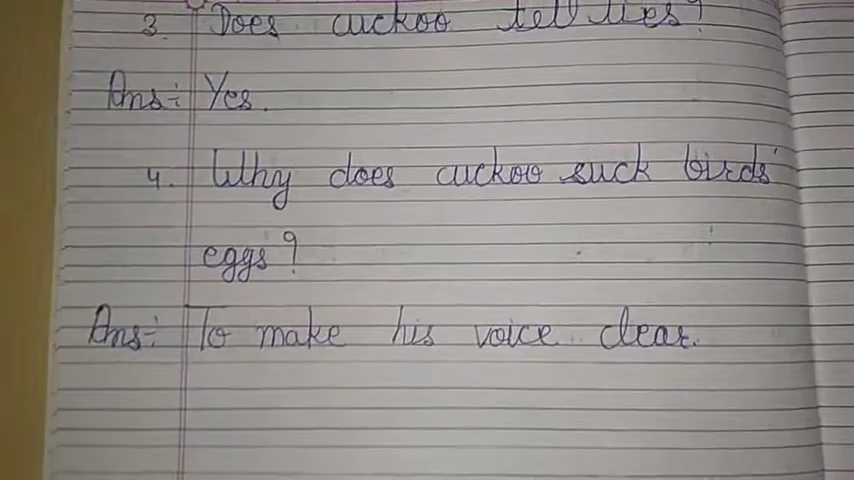 3. Does cuckoo tell lies?
Ans:- Yes.
4. Why does cuckoo suck birds'
eggs?
Ans:- To make his voice clear.